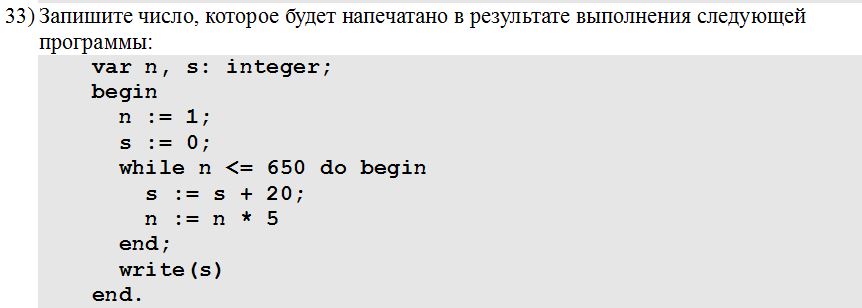 33) Запишите число, которое будет напечатано в результате выполнения следующей
программы:
var n, s: integer;
begin
n := 1;
s := 0;
while n <= 650 do begin
s := s + 20;
n := n * 5
end;
write(s)
end.